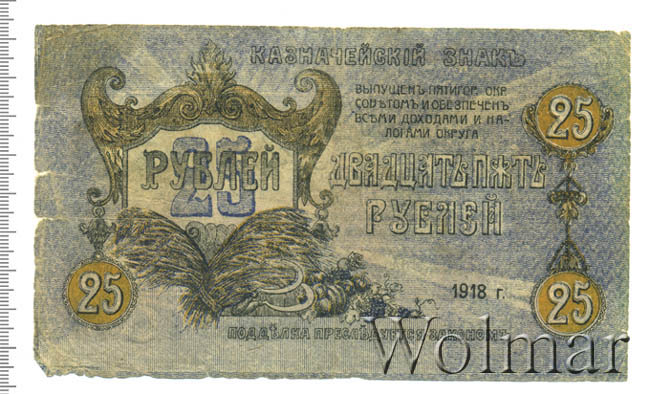 КАЗНАЧЕЙСКІЙ ЗНАКЪ
ВЫПУЩЕНЪ ПЯТИГОР. ОКР.
СОВѢТОМЪ И ОБЕЗПЕЧЕНЪ
ВСѢМИ ДОХОДАМИ И НА-
ЛОГАМИ ОКРУГА
25
25
РУБЛЕЙ
ДВАДЦАТЬ ПЯТЬ
РУБЛЕЙ
25
1918 г.
25
ПОДДѢЛКА ПРЕСЛѢДУЕТСЯ ЗАКОНОМЪ
Wolmar